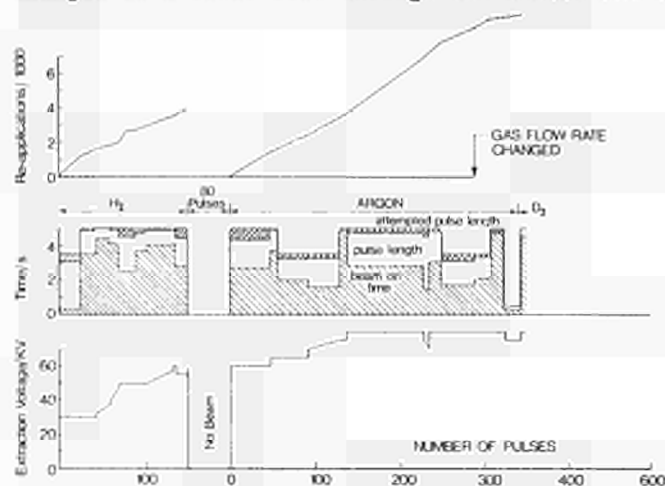 Re-applications / 1000
6
4
2
0
GAS FLOW RATE
CHANGED
H2
80
Pulses
ARGON
D2
attempted pulse length
pulse length
beam on
time
Time/s
4
2
0
Extraction Voltage/KV
60
40
20
0
No Beam
NUMBER OF PULSES
100
0
100
200
300
400
600